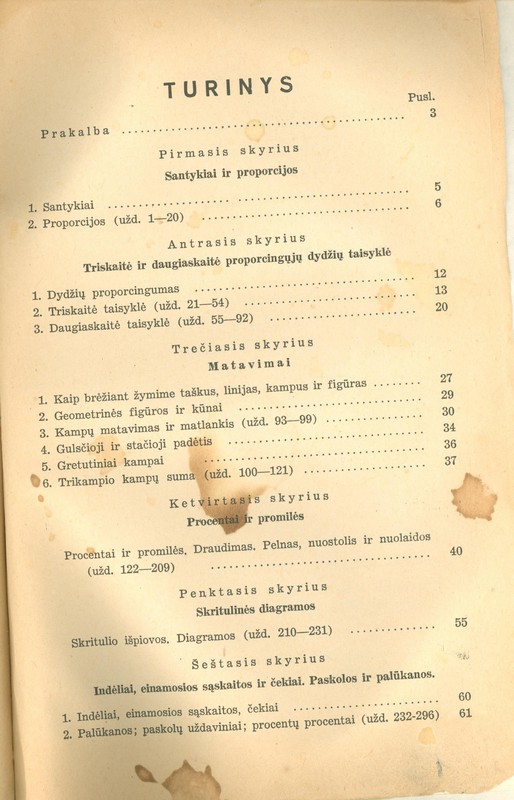 TURINYS
Pusl.
Prakalba ........................................ 3
Pirmasis skyrius
Santykiai ir proporcijos
1. Santykiai ........................................ 5
2. Proporcijos (užd. 1—20) ........................................ 6
Antrasis skyrius
Triskaitė ir daugiaskaitė proporcingųjų dydžių taisyklė
1. Dydžių proporcingumas ........................................ 12
2. Triskaitė taisyklė (užd. 21—54) ........................................ 13
3. Daugiaskaitė taisyklė (užd. 55—92) ........................................ 20
Trečiasis skyrius
Matavimai
1. Kaip brėžiant žymime taškus, linijas, kampus ir figūras ........ 27
2. Geometrinės figūros ir kūnai ........................................ 29
3. Kampų matavimas ir matlankis (užd. 93—99) ................ 30
4. Gulsčioji ir stačioji padėtis ........................................ 34
5. Gretutiniai kampai ........................................ 36
6. Trikampio kampų suma (užd. 100—121) .................... 37
Ketvirtasis skyrius
Procentai ir promilės
Procentai ir promilės. Draudimas. Pelnas, nuostolis ir nuolaidos
(užd. 122—209) ........................................ 40
Penktasis skyrius
Skritulinės diagramos
Skritulio išpiovos. Diagramos (užd. 210—231) .............. 55
Šeštasis skyrius
Indėliai, einamosios sąskaitos ir čekiai. Paskolos ir palūkanos.
1. Indėliai, einamosios sąskaitos, čekiai ........................ 60
2. Palūkanos; paskolų uždaviniai; procentų procentai (užd. 232-296) 61